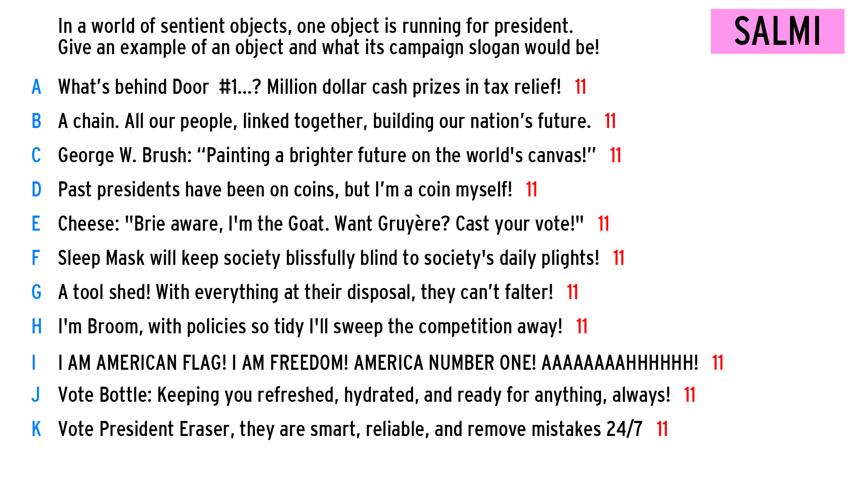 In a world of sentient objects, one object is running for president.
Give an example of an object and what its campaign slogan would be!
SALMI
A What's behind Door #1...? Million dollar cash prizes in tax relief! 11
B A chain. All our people, linked together, building our nation's future. 11
C George W. Brush: “Painting a brighter future on the world's canvas!” 11
D Past presidents have been on coins, but I'm a coin myself! 11
E Cheese: "Brie aware, I'm the Goat. Want Gruyère? Cast your vote!" 11
F Sleep Mask will keep society blissfully blind to society's daily plights! 11
G A tool shed! With everything at their disposal, they can't falter! 11
H I'm Broom, with policies so tidy I'll sweep the competition away! 11
I I AM AMERICAN FLAG! I AM FREEDOM! AMERICA NUMBER ONE! AAAAAAAAHHHHHH! 11
J Vote Bottle: Keeping you refreshed, hydrated, and ready for anything, always! 11
K Vote President Eraser, they are smart, reliable, and remove mistakes 24/7 11